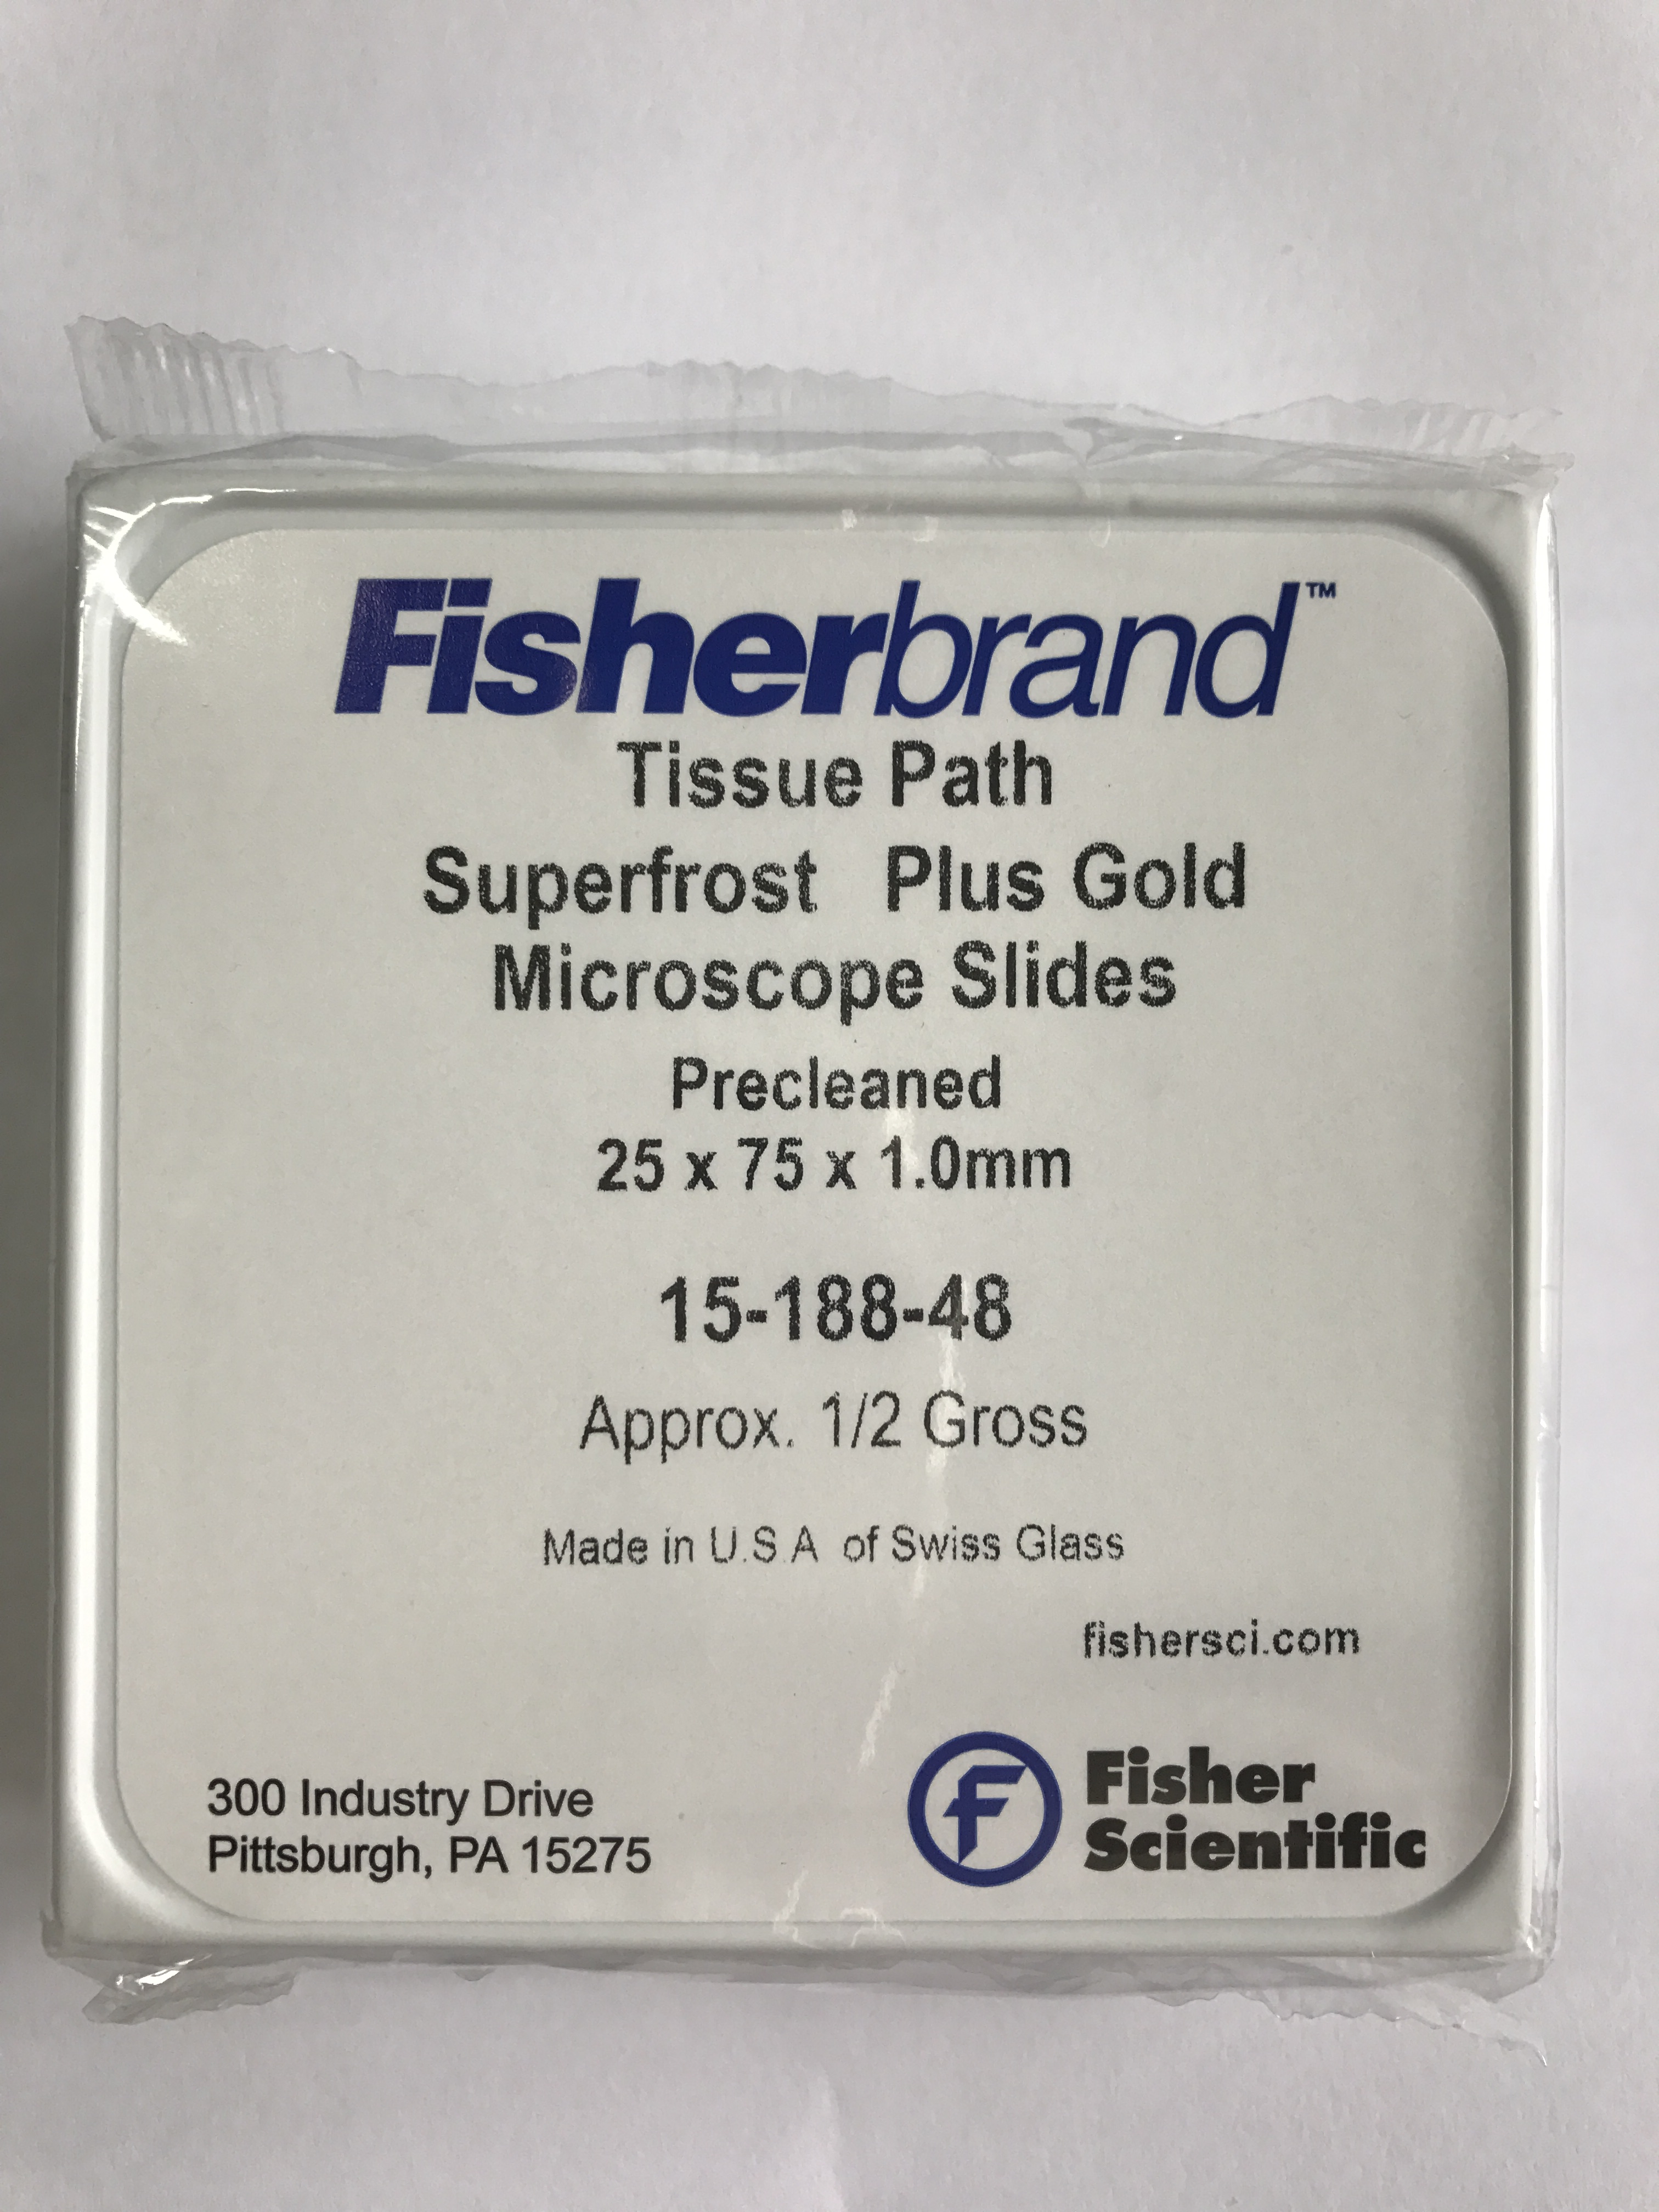 Fisherbrand™
Tissue Path
Superfrost Plus Gold
Microscope Slides
Precleaned
25 x 75 x 1.0mm
15-188-48
Approx. 1/2 Gross
Made in U.S.A of Swiss Glass
fishersci.com
300 Industry Drive
Pittsburgh, PA 15275
F
Fisher
Scientific